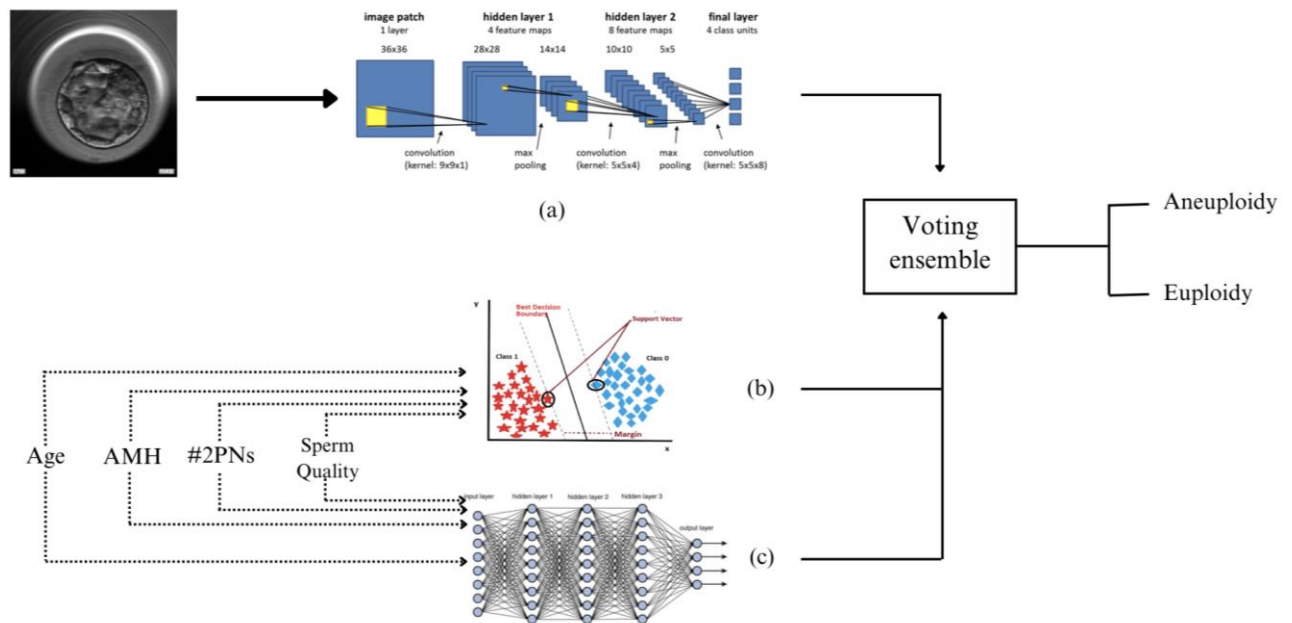 image patch
1 layer
36x36
hidden layer 1
4 feature maps
28x28
14x14
hidden layer 2
8 feature maps
10x10
5x5
final layer
4 class units
convolution
(kernel: 9x9x1)
max
pooling
convolution
(kernel: 5x5x4)
max
pooling
convolution
(kernel: 5x5x8)
(a)
Voting
ensemble
Aneuploidy
Euploidy
Y
Best Decision
Boundary
Support Vector
Class 1
Class 0
Margin
x
(b)
Age
AMH
#2PNs
Sperm
Quality
input layer
hidden layer 1
hidden layer 2
hidden layer 3
output layer
(c)